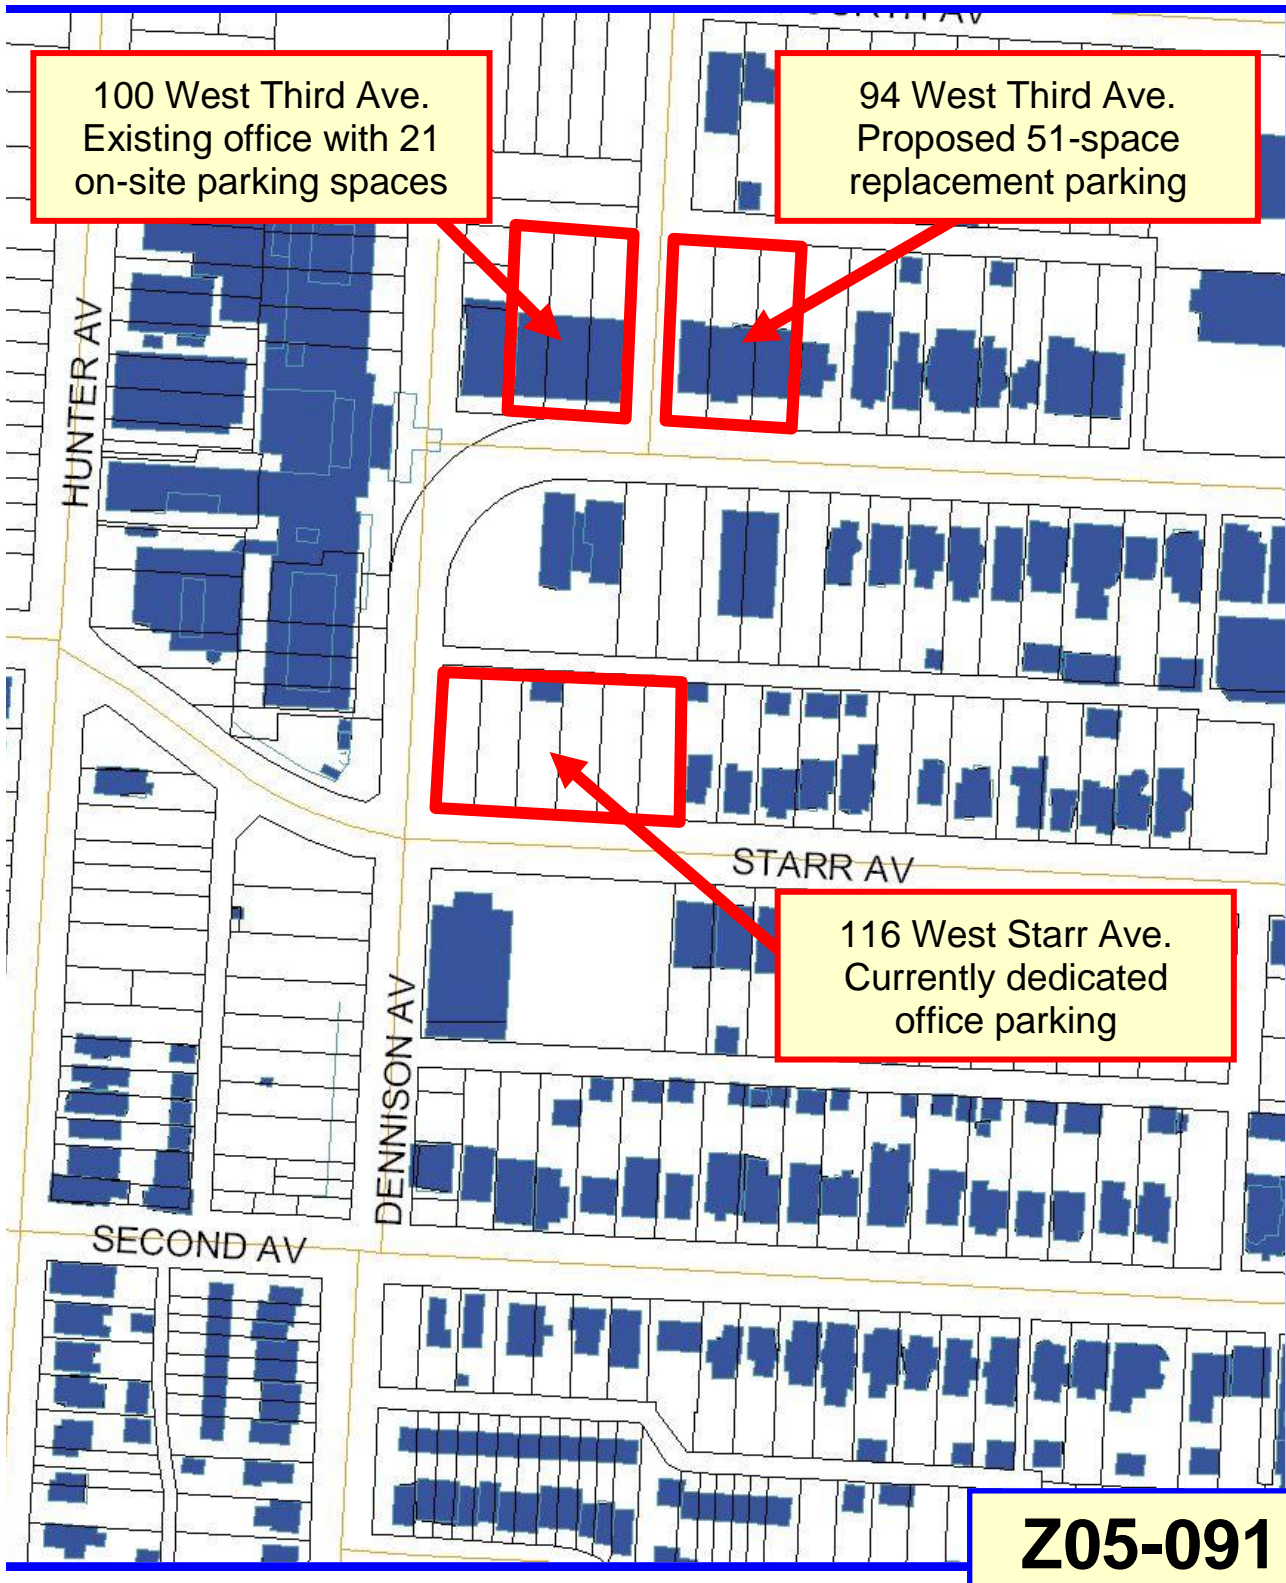 100 West Third Ave.
Existing office with 21
on-site parking spaces
94 West Third Ave.
Proposed 51-space
replacement parking
HUNTER AV
STARR AV
116 West Starr Ave.
Currently dedicated
office parking
DENNISON AV
SECOND AV
Z05-091